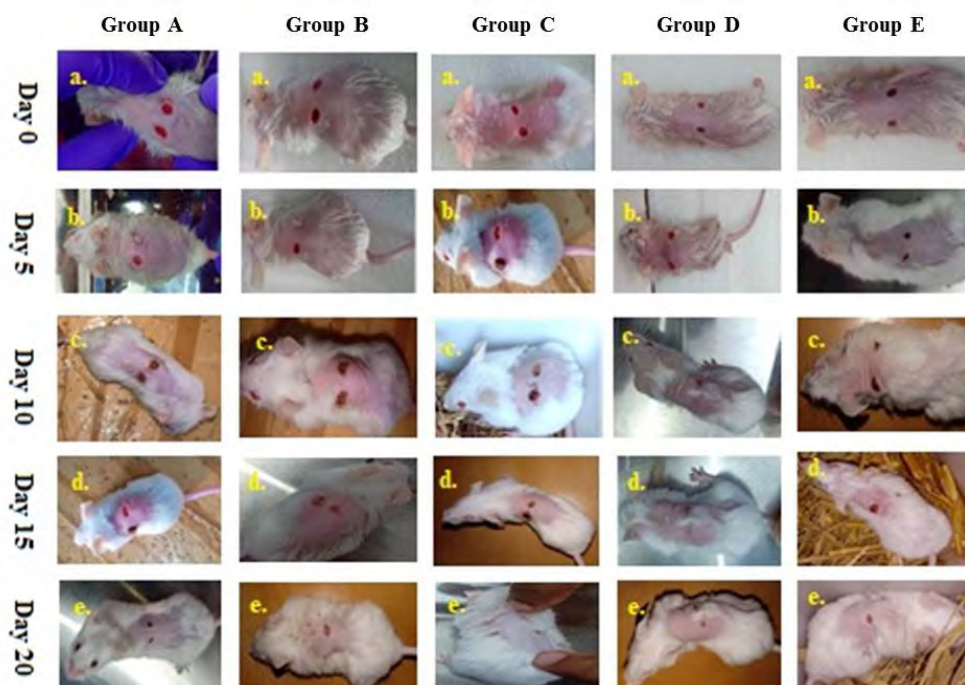 Group A Group B Group C Group D Group E
Day 0
a. a. a. a. a.
Day 5
b. b. b. b. b.
Day 10
c. c. c. c. c.
Day 15
d. d. d. d. d.
Day 20
e. e. e. e. e.